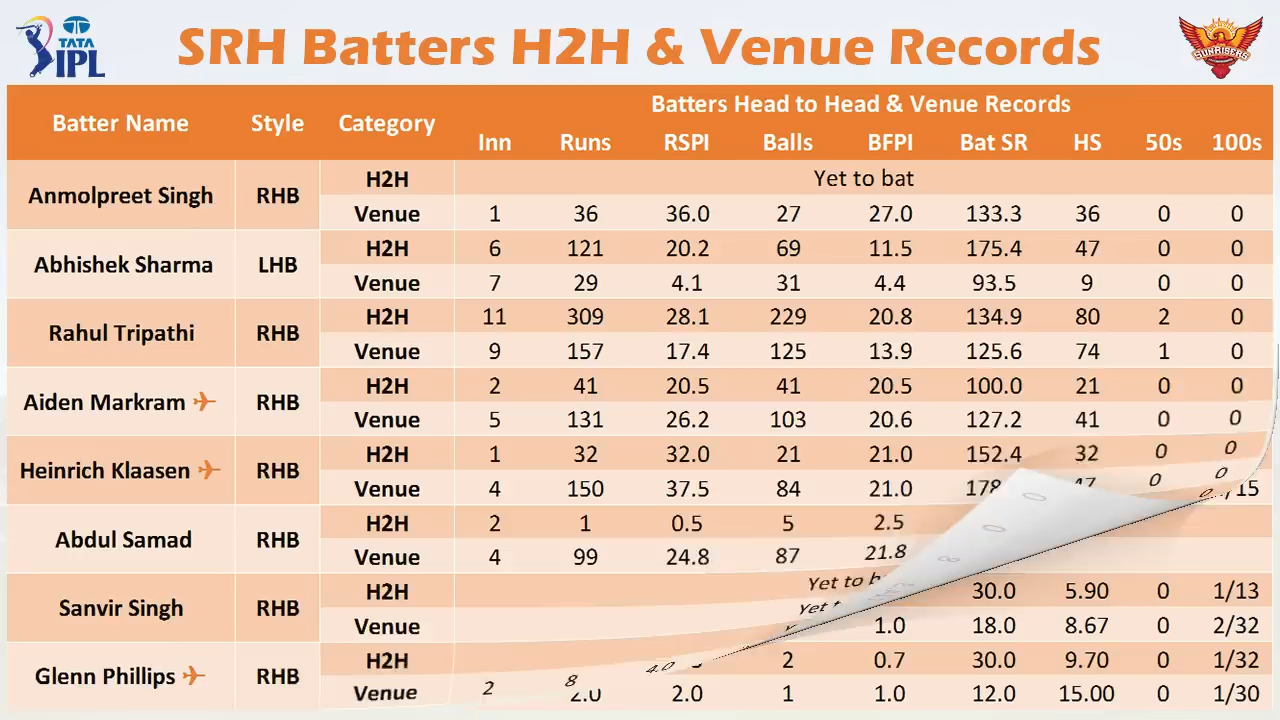 TATA
IPL
SRH Batters H2H & Venue Records
SUNRISERS
Batter Name Style Category Batters Head to Head & Venue Records
Inn Runs RSPI Balls BFPI Bat SR HS 50s 100s
Anmolpreet Singh RHB
H2H Yet to bat
Venue 1 36 36.0 27 27.0 133.3 36 0 0
Abhishek Sharma LHB
H2H 6 121 20.2 69 11.5 175.4 47 0 0
Venue 7 29 4.1 31 4.4 93.5 9 0 0
Rahul Tripathi RHB
H2H 11 309 28.1 229 20.8 134.9 80 2 0
Venue 9 157 17.4 125 13.9 125.6 74 1 0
Aiden Markram RHB
H2H 2 41 20.5 41 20.5 100.0 21 0 0
Venue 5 131 26.2 103 20.6 127.2 41 0 0
Heinrich Klaasen RHB
H2H 1 32 32.0 21 21.0 152.4 32 0 0
Venue 4 150 37.5 84 21.0 0 0
Abdul Samad RHB
H2H 2 1 0.5 5 2.5
Venue 4 99 24.8 87 21.8
Sanvir Singh RHB
H2H Yet to 30.0 5.90 0 1/13
Venue Yet 1.0 18.0 8.67 0 2/32
Glenn Phillips RHB
H2H 4.0 2 0.7 30.0 9.70 0 1/32
Venue 2 8 2.0 1 1.0 12.0 15.00 0 1/30